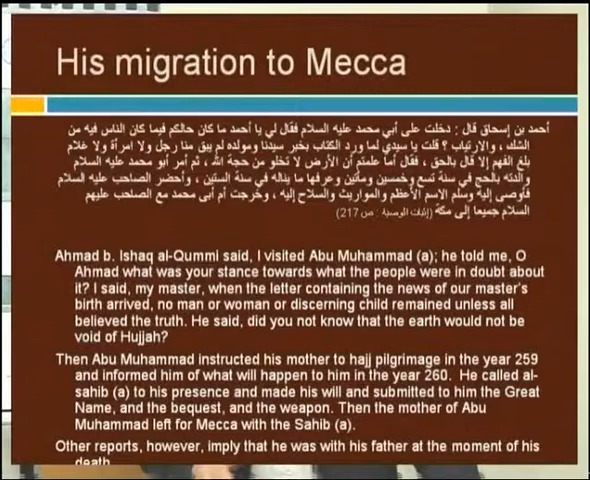 His migration to Mecca
أحمد بن إسحاق قال : دخلت على أبي محمد عليه السلام فقال لي يا أحمد ما كان حالكم فيما كان الناس فيه من
الشك ، والارتياب ؟ قلت يا سيدي لما ورد الكتاب بخبر سيدنا ومولده لم يبق منا رجل ولا امرأة ولا غلام
بلغ الفهم إلا قال بالحق ، فقال أما علمتم أن الأرض لا تخلو من حجة الله ، ثم أمر أبو محمد عليه السلام
والدته بالحج في سنة تسع وخمسين ومأتين وعرفها ما يناله في سنة الستين ، وأحضر الصاحب عليه السلام
فأوصى إليه وسلم الاسم الأعظم والمواريث والسلاح إليه ، وخرجت أم أبى محمد مع الصاحب عليهم
السلام جميعا إلى مكة (إثبات الوصية : ص 217)
Ahmad b. Ishaq al-Qummi said, I visited Abu Muhammad (a); he told me, O
Ahmad what was your stance towards what the people were in doubt about
it? I said, my master, when the letter containing the news of our master's
birth arrived, no man or woman or discerning child remained unless all
believed the truth. He said, did you not know that the earth would not be
void of Hujjah?
Then Abu Muhammad instructed his mother to hajj pilgrimage in the year 259
and informed him of what will happen to him in the year 260. He called al-
sahib (a) to his presence and made his will and submitted to him the Great
Name, and the bequest, and the weapon. Then the mother of Abu
Muhammad left for Mecca with the Sahib (a).
Other reports, however, imply that he was with his father at the moment of his
death